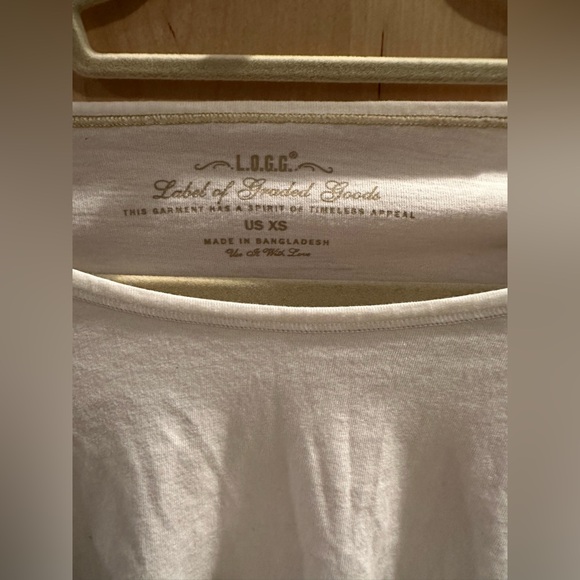 L.O.G.G.®
Label of Graded Goods
THIS GARMENT HAS A SPIRIT OF TIMELESS APPEAL
US XS
MADE IN BANGLADESH
Use It With Love